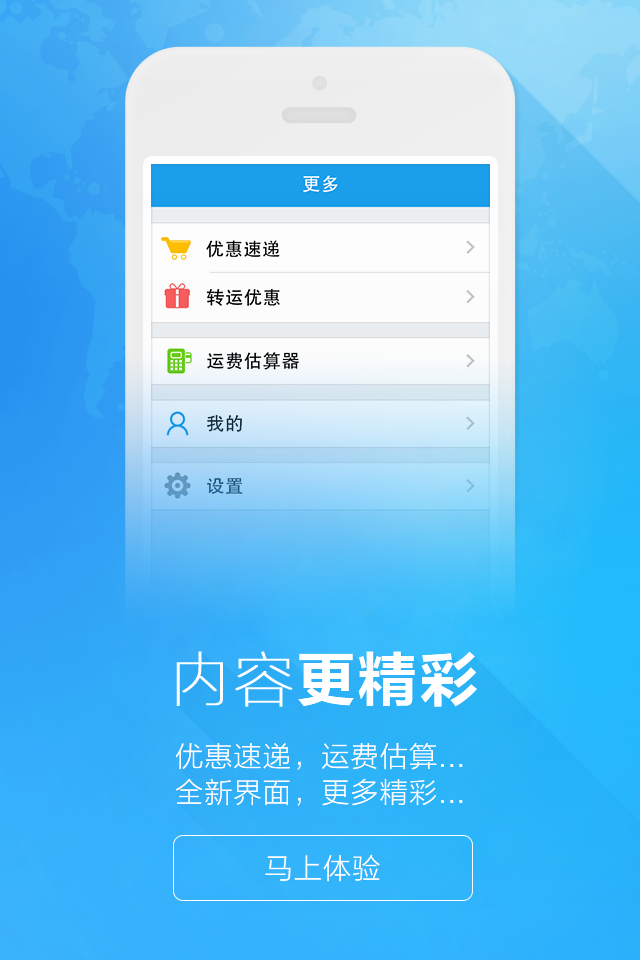 更多
优惠速递
转运优惠
运费估算器
我的
设置
内容更精彩
优惠速递，运费估算...
全新界面，更多精彩...
马上体验